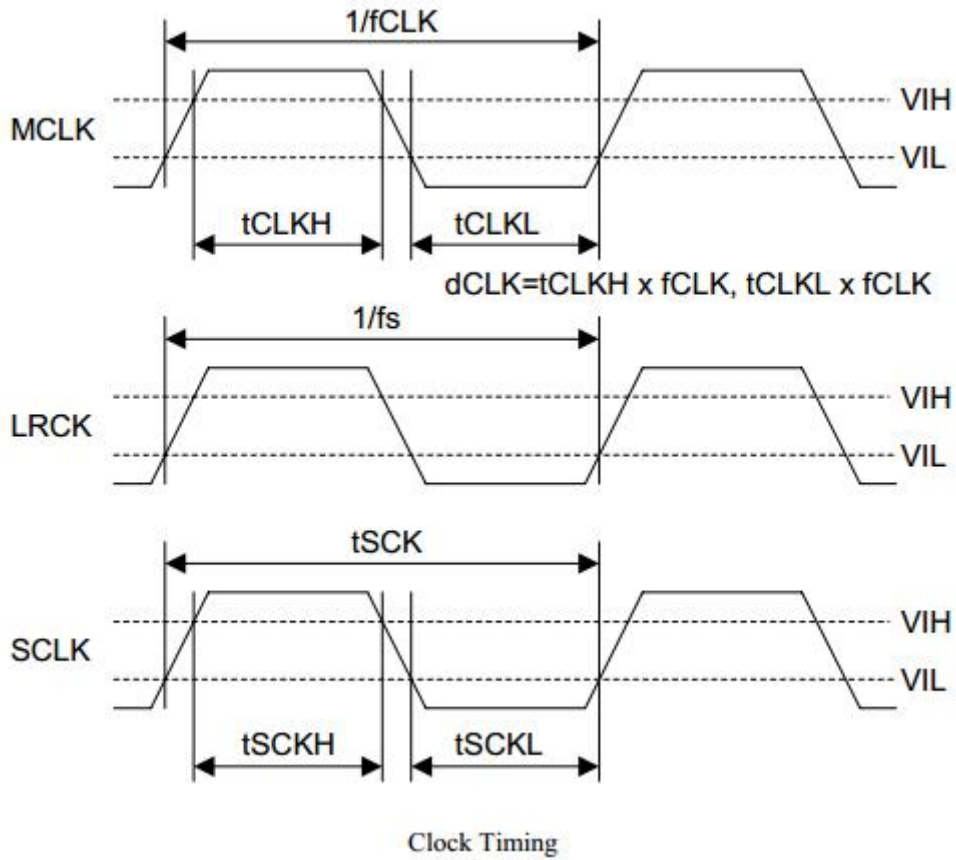 1/fCLK
VIH
MCLK
VIL
tCLKH
tCLKL
dCLK=tCLKH x fCLK, tCLKL x fCLK
1/fs
VIH
LRCK
VIL
tSCK
VIH
SCLK
VIL
tSCKH
tSCKL
Clock Timing